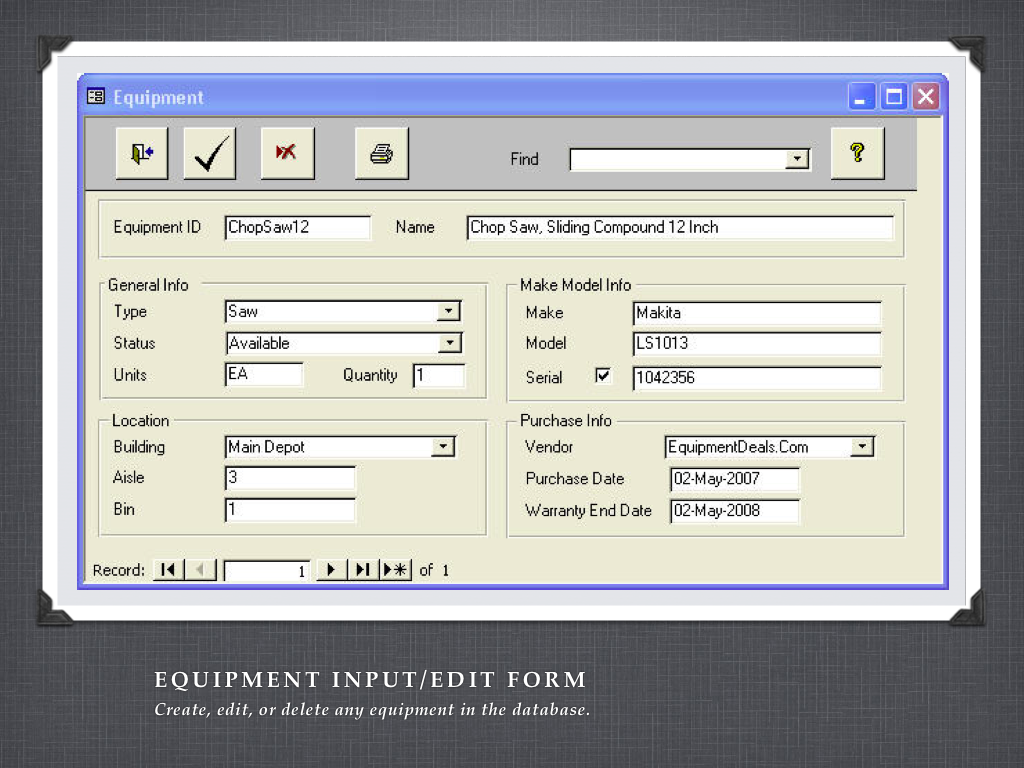 Equipment
Find
?
Equipment ID ChopSaw12 Name Chop Saw, Sliding Compound 12 Inch
General Info
Type Saw
Status Available
Units EA Quantity 1
Make Model Info
Make Makita
Model LS1013
Serial 1042356
Location
Building Main Depot
Aisle 3
Bin 1
Purchase Info
Vendor EquipmentDeals.Com
Purchase Date 02-May-2007
Warranty End Date 02-May-2008
Record: 1 of 1
EQUIPMENT INPUT/EDIT FORM
Create, edit, or delete any equipment in the database.